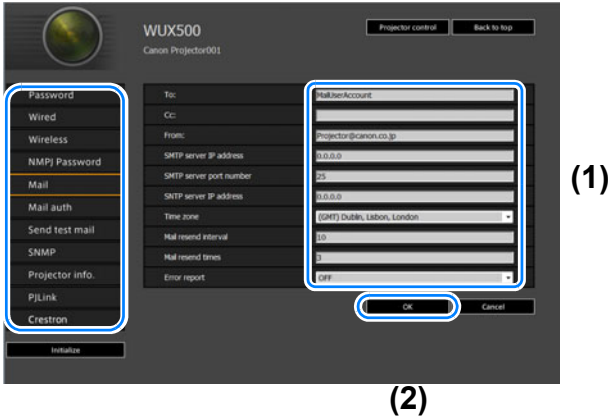 WUX500
Projector control
Back to top
Canon Projector001
Password
Wired
Wireless
NMPJ Password
Mail
Mail auth
Send test mail
SNMP
Projector info.
PJLink
Crestron
Initialize
To: MailUserAccount
Cc:
From: Projector@canon.co.jp
SMTP server IP address 0.0.0.0
SMTP server port number 25
SNTP server IP address 0.0.0.0
Time zone (GMT) Dublin, Lisbon, London
Mail resend interval 10
Mail resend times 3
Error report OFF
OK
Cancel
(1)
(2)